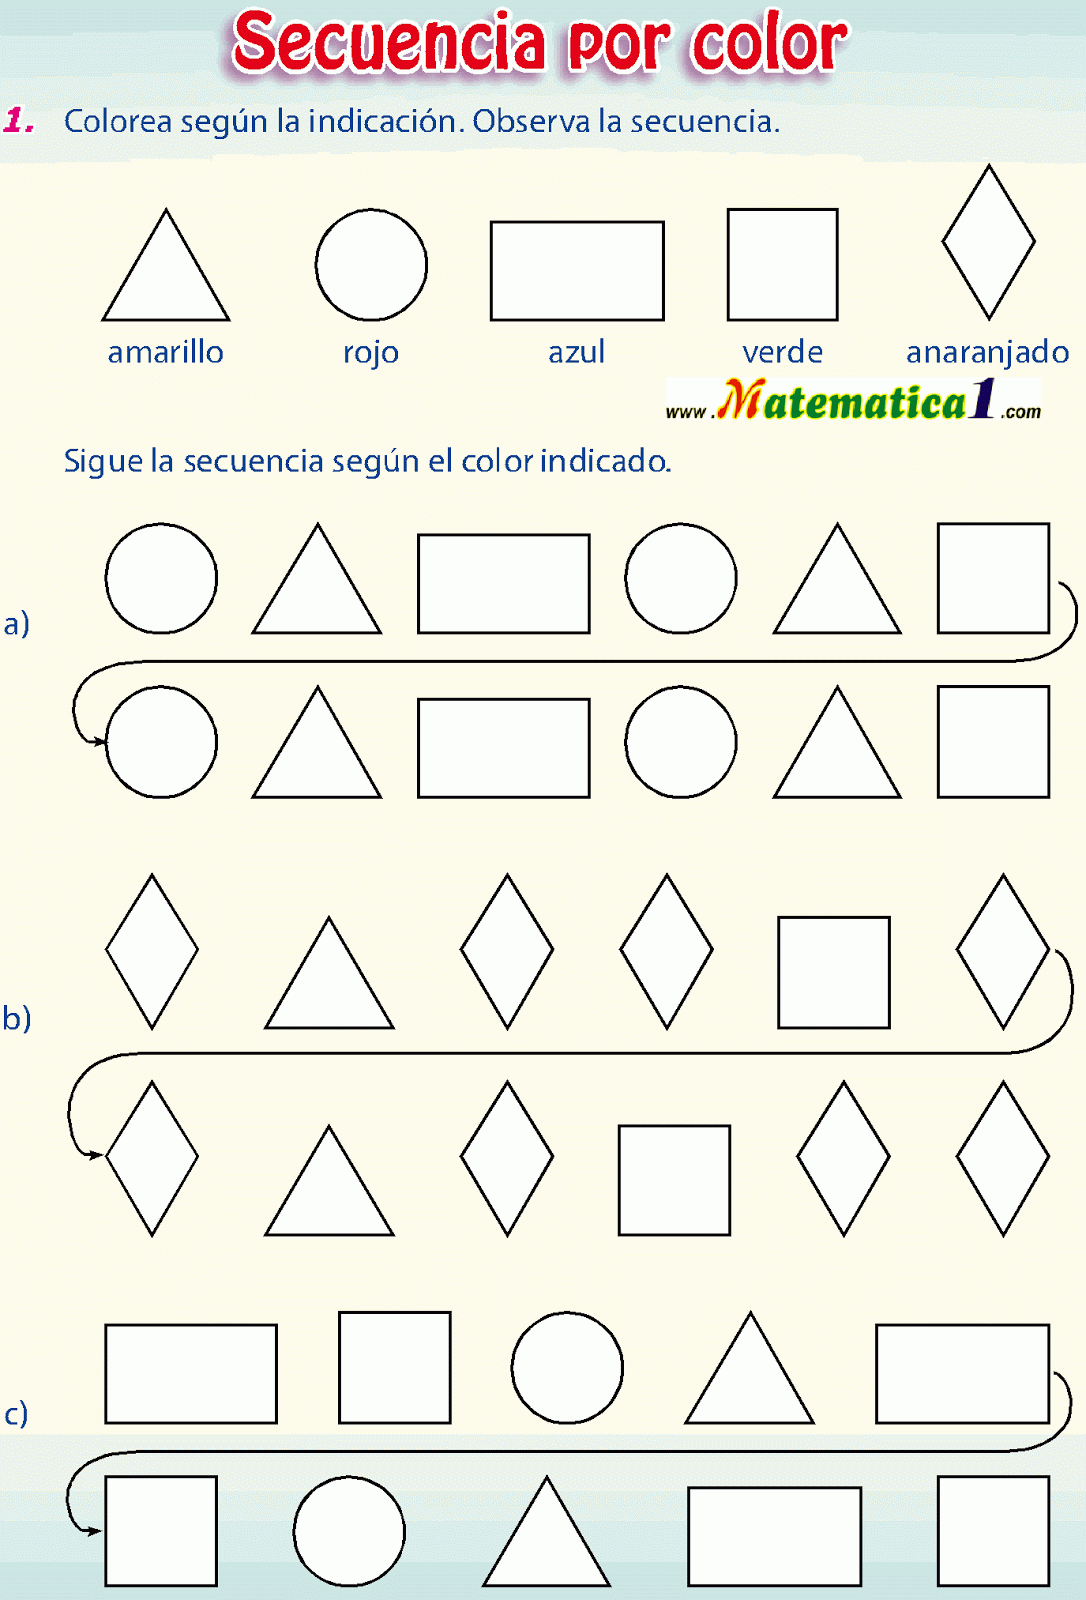 Secuencia por color
1. Colorea según la indicación. Observa la secuencia.
amarillo rojo azul verde anaranjado
www.Matematica1.com
Sigue la secuencia según el color indicado.
a)
b)
c)